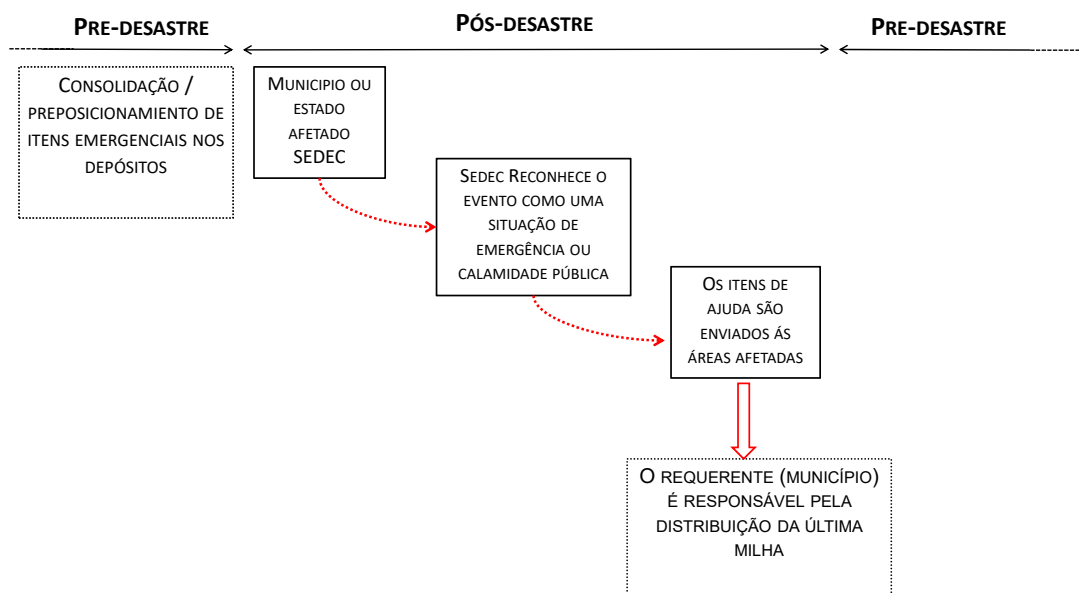 PRE-DESASTRE
PÓS-DESASTRE
PRE-DESASTRE
CONSOLIDAÇÃO /
PREPOSICIONAMENTO DE
ITENS EMERGENCIAIS NOS
DEPÓSITOS
MUNICIPIO OU
ESTADO
AFETADO
SEDEC
SEDEC RECONHECE O
EVENTO COMO UMA
SITUAÇÃO DE
EMERGÊNCIA OU
CALAMIDADE PÚBLICA
OS ITENS DE
AJUDA SÃO
ENVIADOS ÁS
ÁREAS AFETADAS
O REQUERENTE (MUNICÍPIO)
É RESPONSÁVEL PELA
DISTRIBUIÇÃO DA ÚLTIMA
MILHA